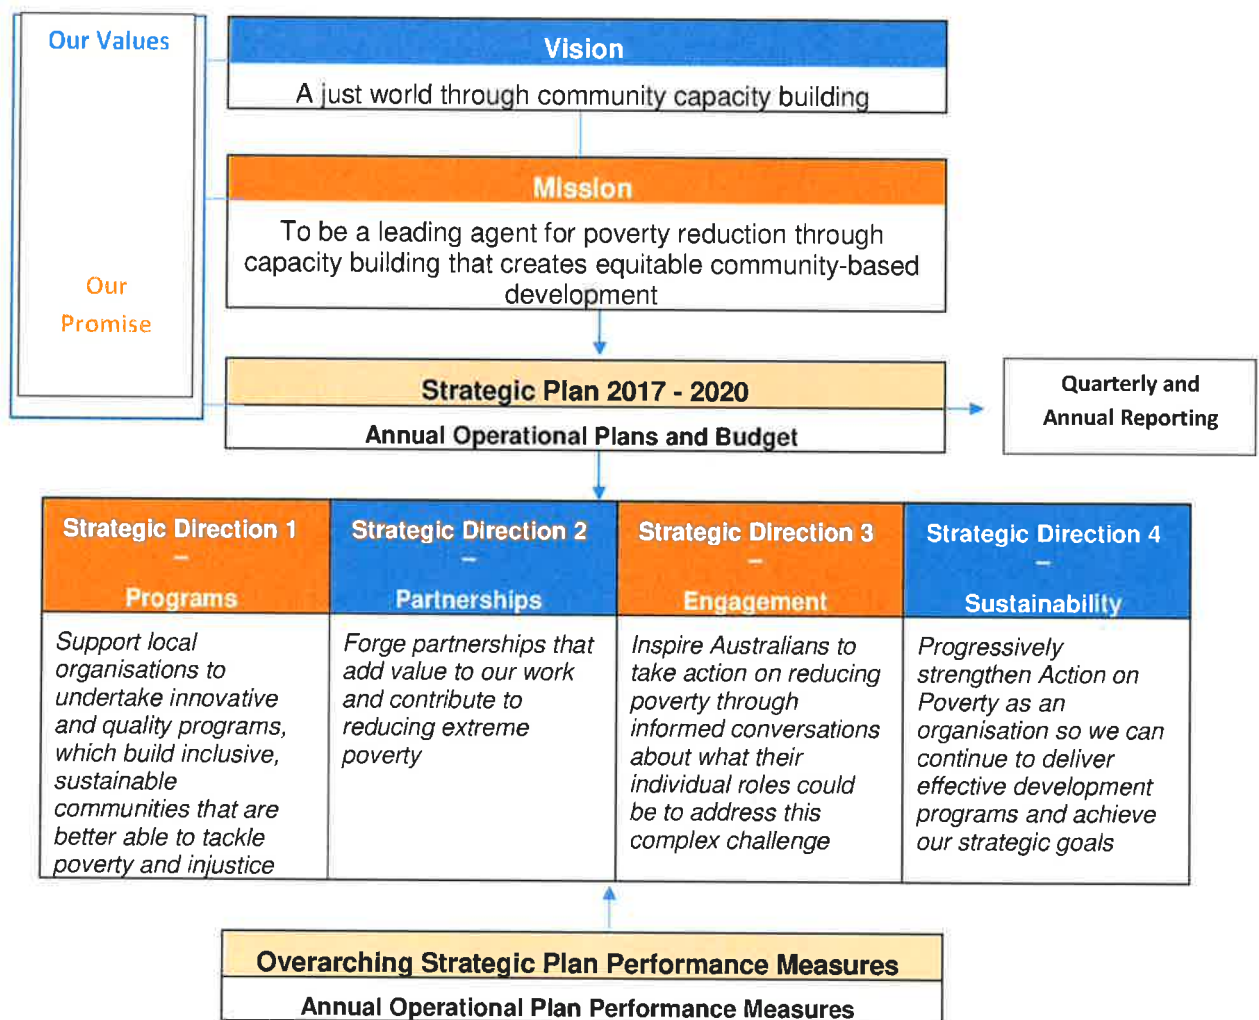 Our Values
Our
Promise
Vision
A just world through community capacity building
Mission
To be a leading agent for poverty reduction through
capacity building that creates equitable community-based
development
Strategic Plan 2017 - 2020
Annual Operational Plans and Budget
Quarterly and
Annual Reporting
Strategic Direction 1
–
Programs
Support local
organisations to
undertake innovative
and quality programs,
which build inclusive,
sustainable
communities that are
better able to tackle
poverty and injustice
Strategic Direction 2
–
Partnerships
Forge partnerships that
add value to our work
and contribute to
reducing extreme
poverty
Strategic Direction 3
–
Engagement
Inspire Australians to
take action on reducing
poverty through
informed conversations
about what their
individual roles could
be to address this
complex challenge
Strategic Direction 4
–
Sustainability
Progressively
strengthen Action on
Poverty as an
organisation so we can
continue to deliver
effective development
programs and achieve
our strategic goals
Overarching Strategic Plan Performance Measures
Annual Operational Plan Performance Measures